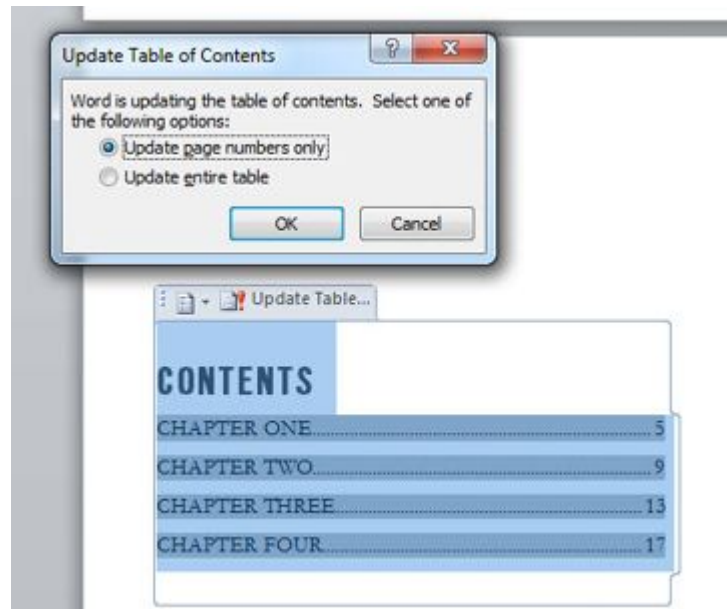 Update Table of Contents
Word is updating the table of contents. Select one of
the following options:
Update page numbers only
Update entire table
OK Cancel
Update Table...
CONTENTS
CHAPTER ONE 5
CHAPTER TWO 9
CHAPTER THREE 13
CHAPTER FOUR 17